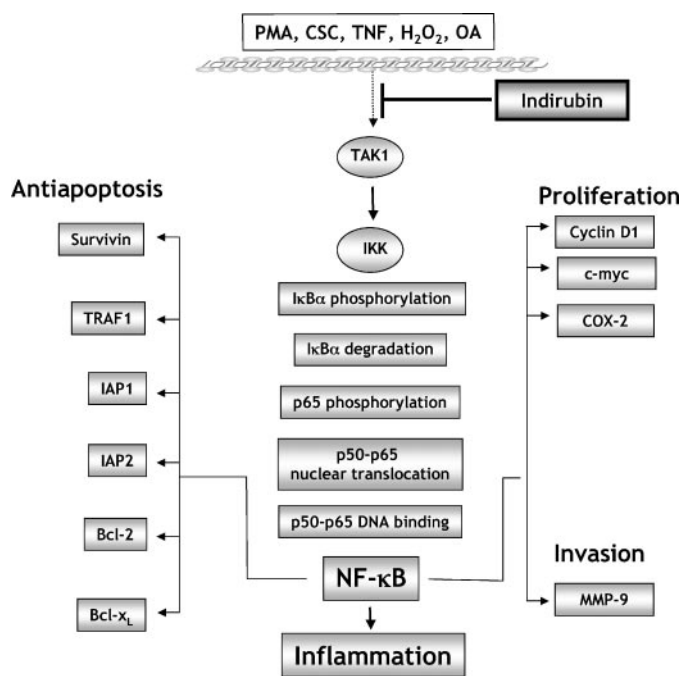 PMA, CSC, TNF, H₂O₂, OA
Indirubin
TAK1
Antiapoptosis
Proliferation
Survivin
Cyclin D1
IKK
c-myc
IκBα phosphorylation
TRAF1
COX-2
IκBα degradation
IAP1
p65 phosphorylation
IAP2
p50-p65
nuclear translocation
p50-p65 DNA binding
Bcl-2
Invasion
NF-κB
MMP-9
Bcl-xL
Inflammation